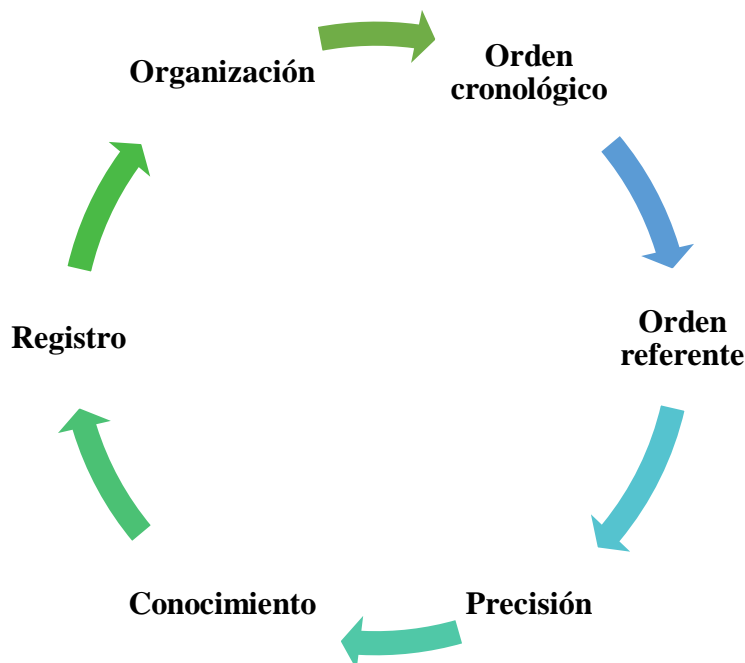 Organización
Orden
cronológico
Orden
referente
Precisión
Conocimiento
Registro